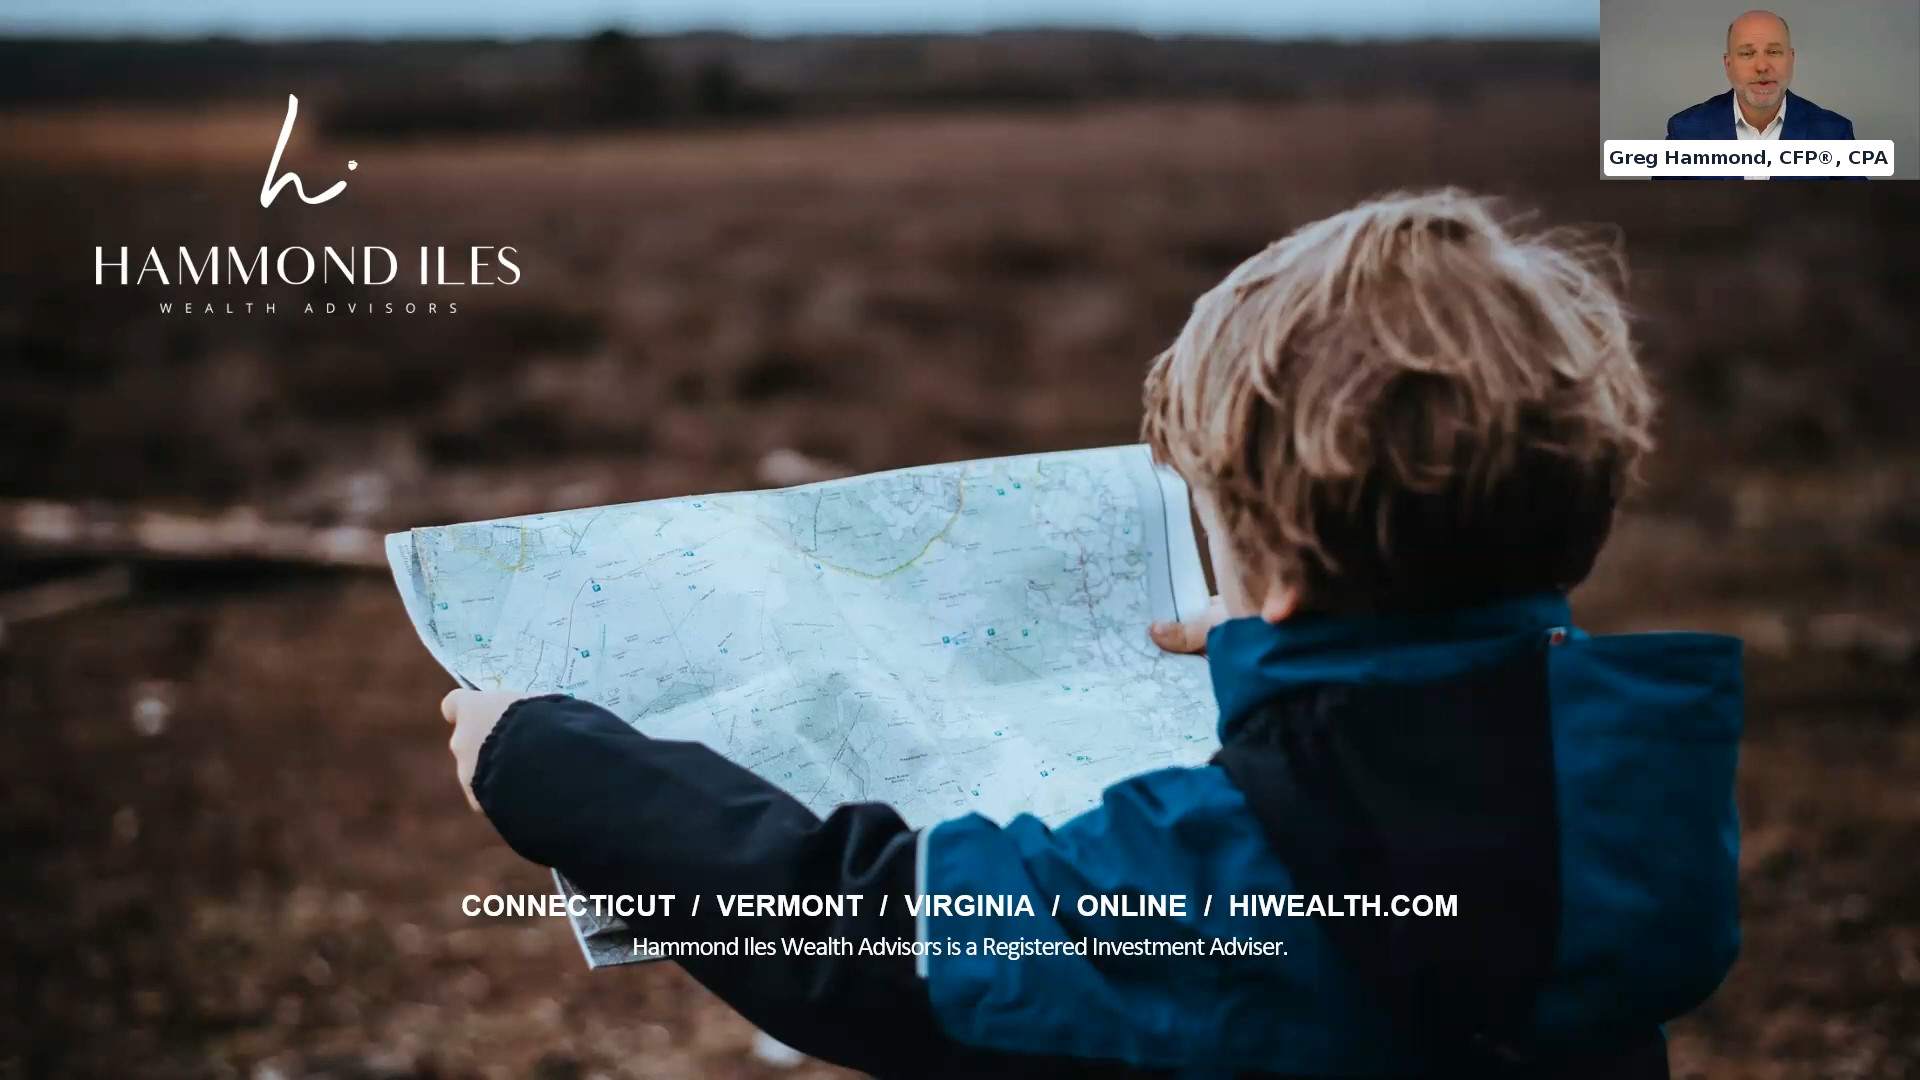 Greg Hammond, CFP®, CPA
h.
HAMMOND ILES
WEALTH ADVISORS
CONNECTICUT / VERMONT / VIRGINIA / ONLINE / HIWEALTH.COM
Hammond Iles Wealth Advisors is a Registered Investment Adviser.